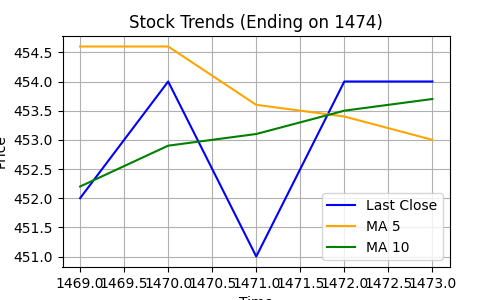 Stock Trends (Ending on 1474)
454.5
454.0
453.5
453.0
452.5
452.0
451.5
451.0
Price
Last Close
MA 5
MA 10
1469.0 1469.5 1470.0 1470.5 1471.0 1471.5 1472.0 1472.5 1473.0
Time